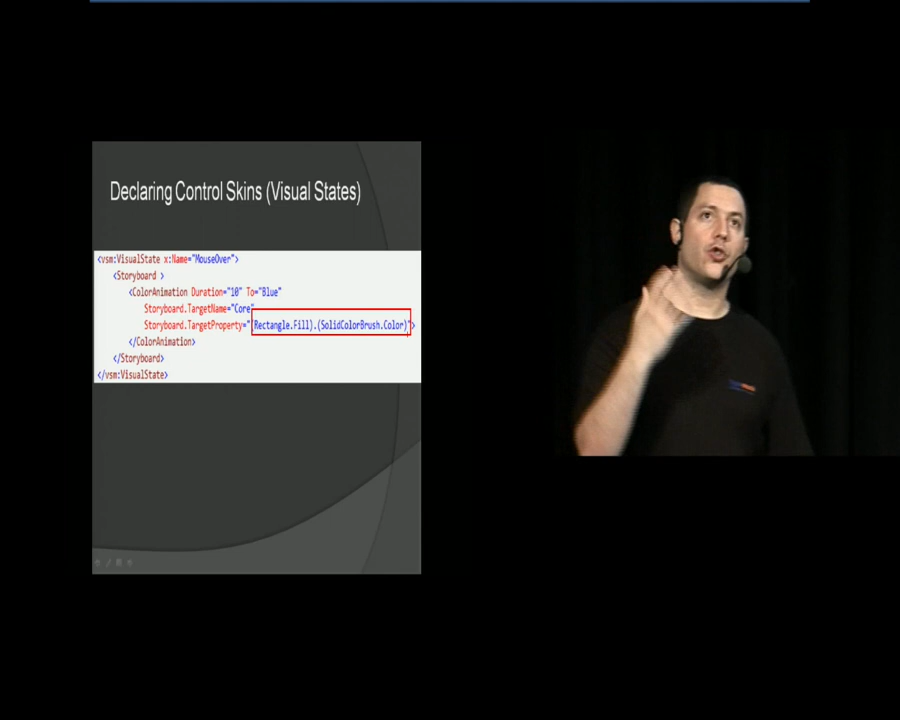 Declaring Control Skins (Visual States)
<vsm:VisualState x:Name="MouseOver">
<Storyboard >
<ColorAnimation Duration="10" To="Blue"
Storyboard.TargetName="Core"
Storyboard.TargetProperty="(Rectangle.Fill).(SolidColorBrush.Color)">
</ColorAnimation>
</Storyboard>
</vsm:VisualState>